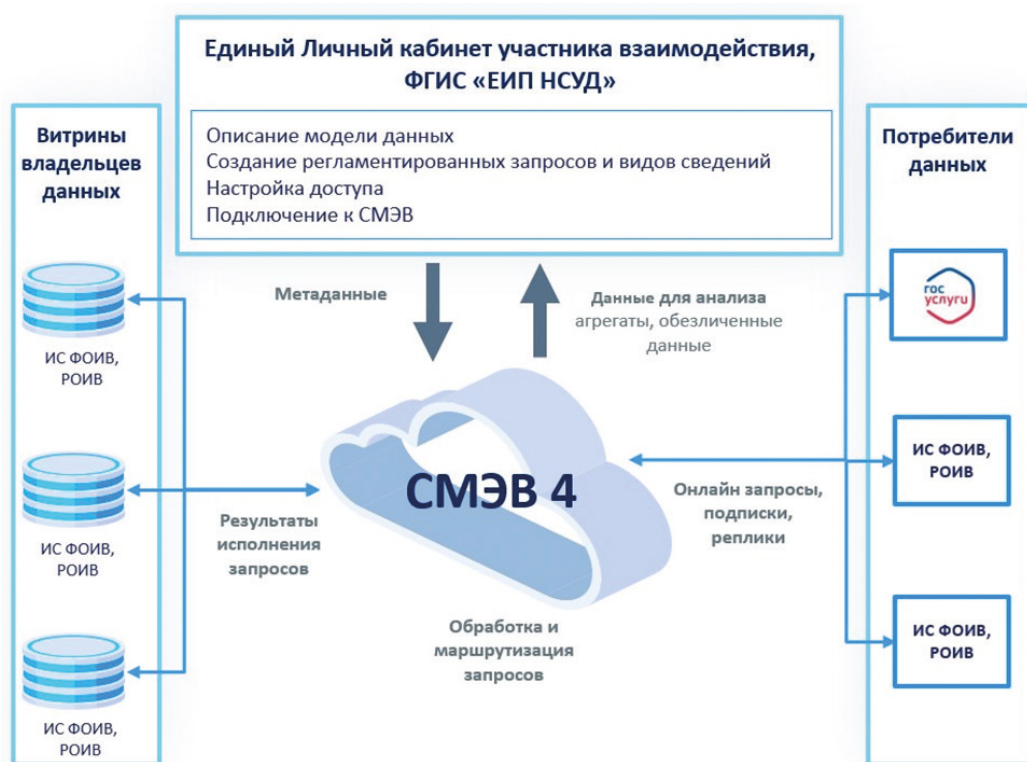 Единый Личный кабинет участника взаимодействия,
ФГИС «ЕИП НСУД»
Описание модели данных
Создание регламентированных запросов и видов сведений
Настройка доступа
Подключение к СМЭВ
Витрины
владельцев
данных
ИС ФОИВ,
РОИВ
ИС ФОИВ,
РОИВ
ИС ФОИВ,
РОИВ
Метаданные
Данные для анализа
агрегаты, обезличенные
данные
СМЭВ 4
Результаты
исполнения
запросов
Онлайн запросы,
подписки,
реплики
Обработка и
маршрутизация
запросов
Потребители
данных
гос
услуги
ИС ФОИВ,
РОИВ
ИС ФОИВ,
РОИВ